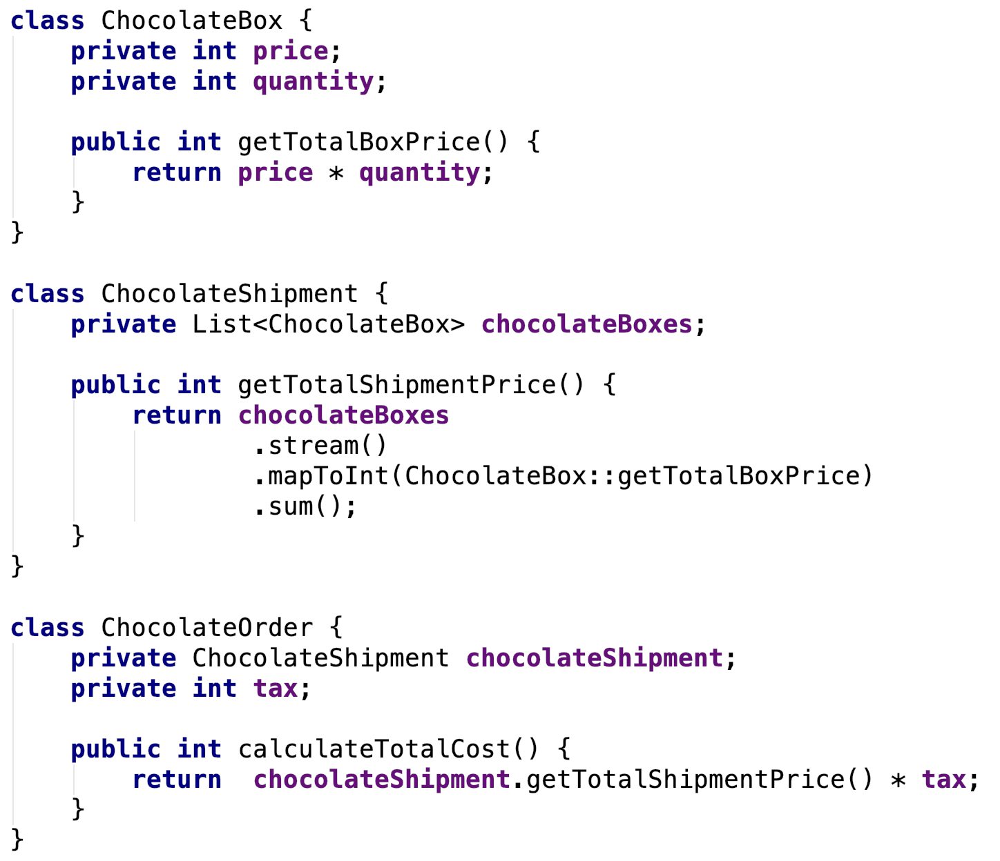 class ChocolateBox {
    private int price;
    private int quantity;

    public int getTotalBoxPrice() {
        return price * quantity;
    }
}

class ChocolateShipment {
    private List<ChocolateBox> chocolateBoxes;

    public int getTotalShipmentPrice() {
        return chocolateBoxes
                .stream()
                .mapToInt(ChocolateBox::getTotalBoxPrice)
                .sum();
    }
}

class ChocolateOrder {
    private ChocolateShipment chocolateShipment;
    private int tax;

    public int calculateTotalCost() {
        return  chocolateShipment.getTotalShipmentPrice() * tax;
    }
}